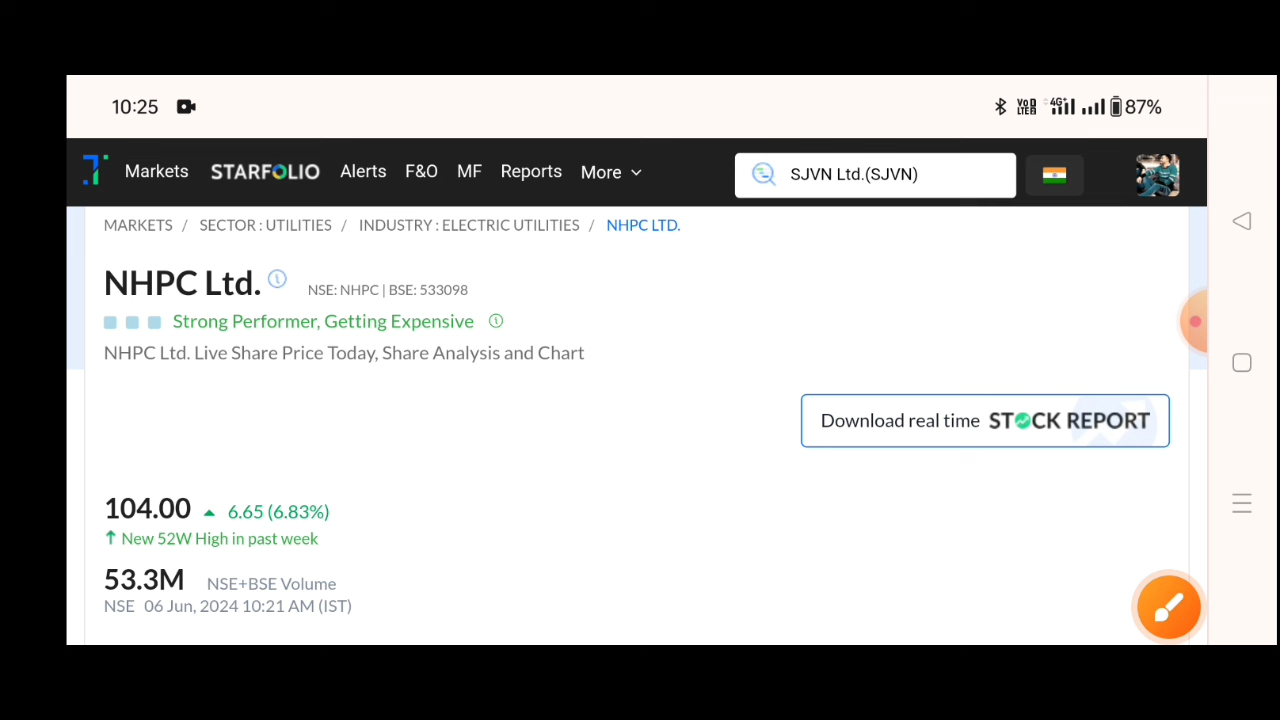 10:25 VoD LTE2 4G+ 87%
Markets STARFOLIO Alerts F&O MF Reports More SJVN Ltd.(SJVN)
MARKETS / SECTOR : UTILITIES / INDUSTRY : ELECTRIC UTILITIES / NHPC LTD.
NHPC Ltd. NSE: NHPC | BSE: 533098
Strong Performer, Getting Expensive
NHPC Ltd. Live Share Price Today, Share Analysis and Chart
Download real time STOCK REPORT
104.00 6.65 (6.83%)
New 52W High in past week
53.3M NSE+BSE Volume
NSE 06 Jun, 2024 10:21 AM (IST)